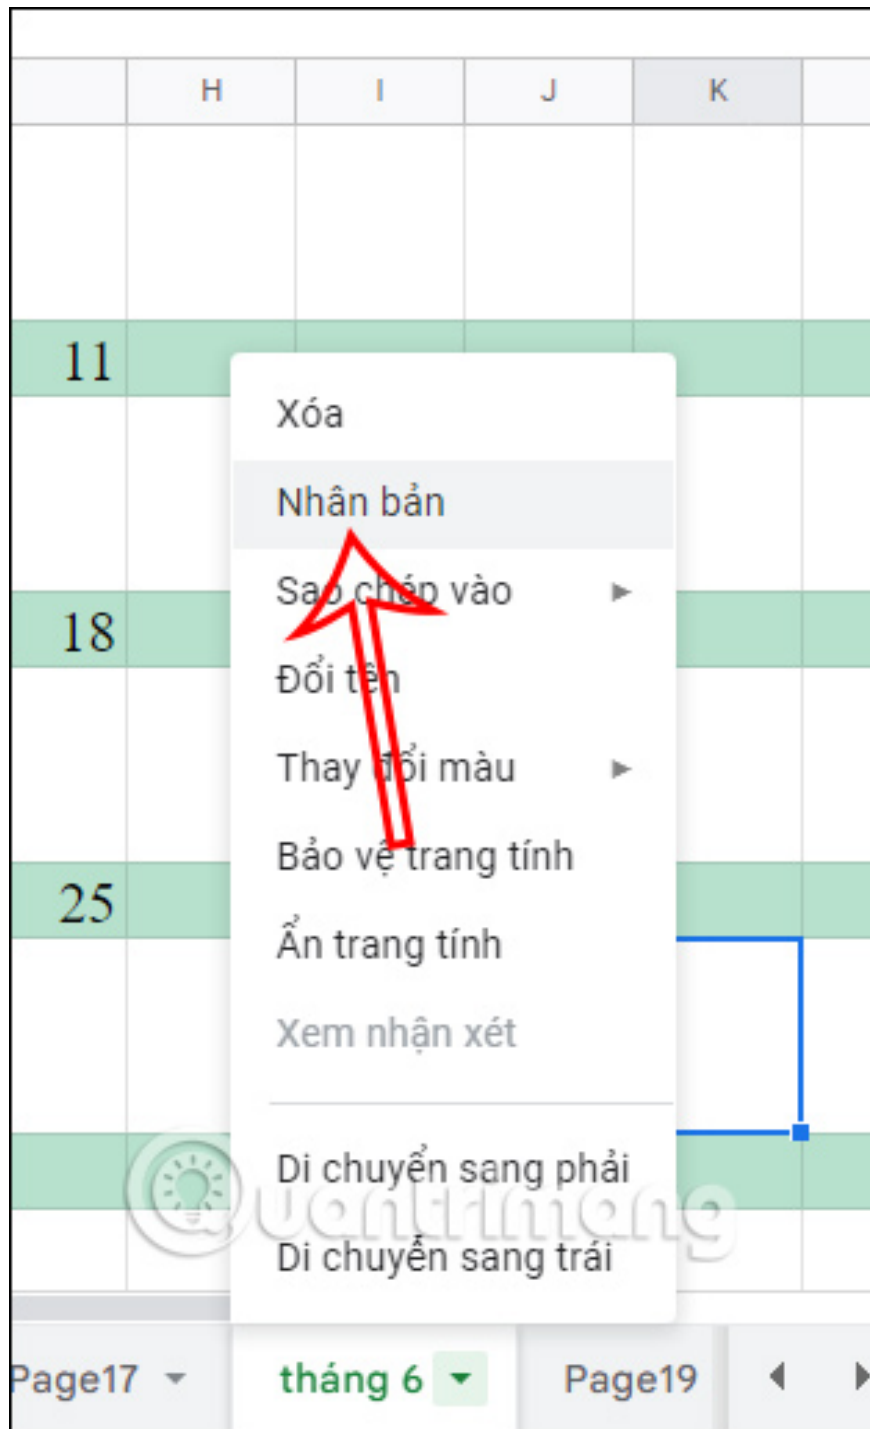 H I J K
11
Xóa
Nhân bản
Sao chép vào
18
Đổi tên
Thay đổi màu
Bảo vệ trang tính
25
Ẩn trang tính
Xem nhận xét
Di chuyển sang phải
Quantrimang
Di chuyển sang trái
Page17 tháng 6 Page19